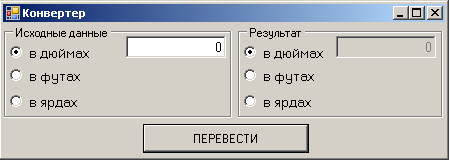 Конвертер
Исходные данные
в дюймах 0
в футах
в ярдах
Результат
в дюймах 0
в футах
в ярдах
ПЕРЕВЕСТИ